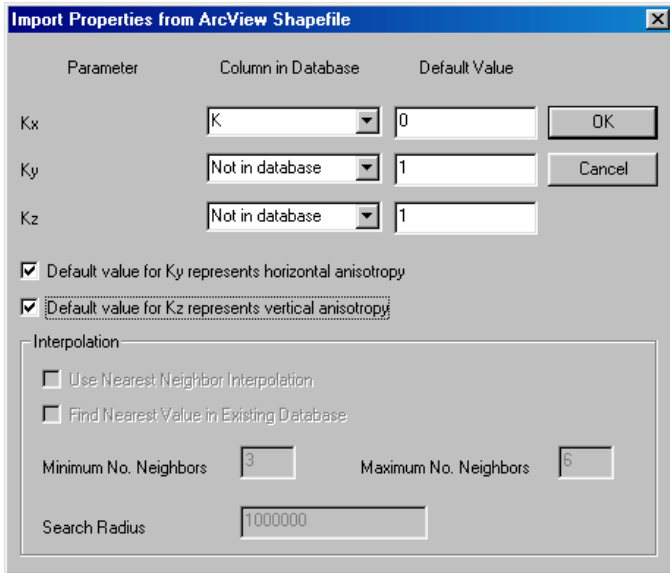 Import Properties from ArcView Shapefile
Parameter Column in Database Default Value
Kx K 0 OK
Ky Not in database 1 Cancel
Kz Not in database 1
Default value for Ky represents horizontal anisotropy
Default value for Kz represents vertical anisotropy
Interpolation
Use Nearest Neighbor Interpolation
Find Nearest Value in Existing Database
Minimum No. Neighbors 3 Maximum No. Neighbors 6
Search Radius 1000000